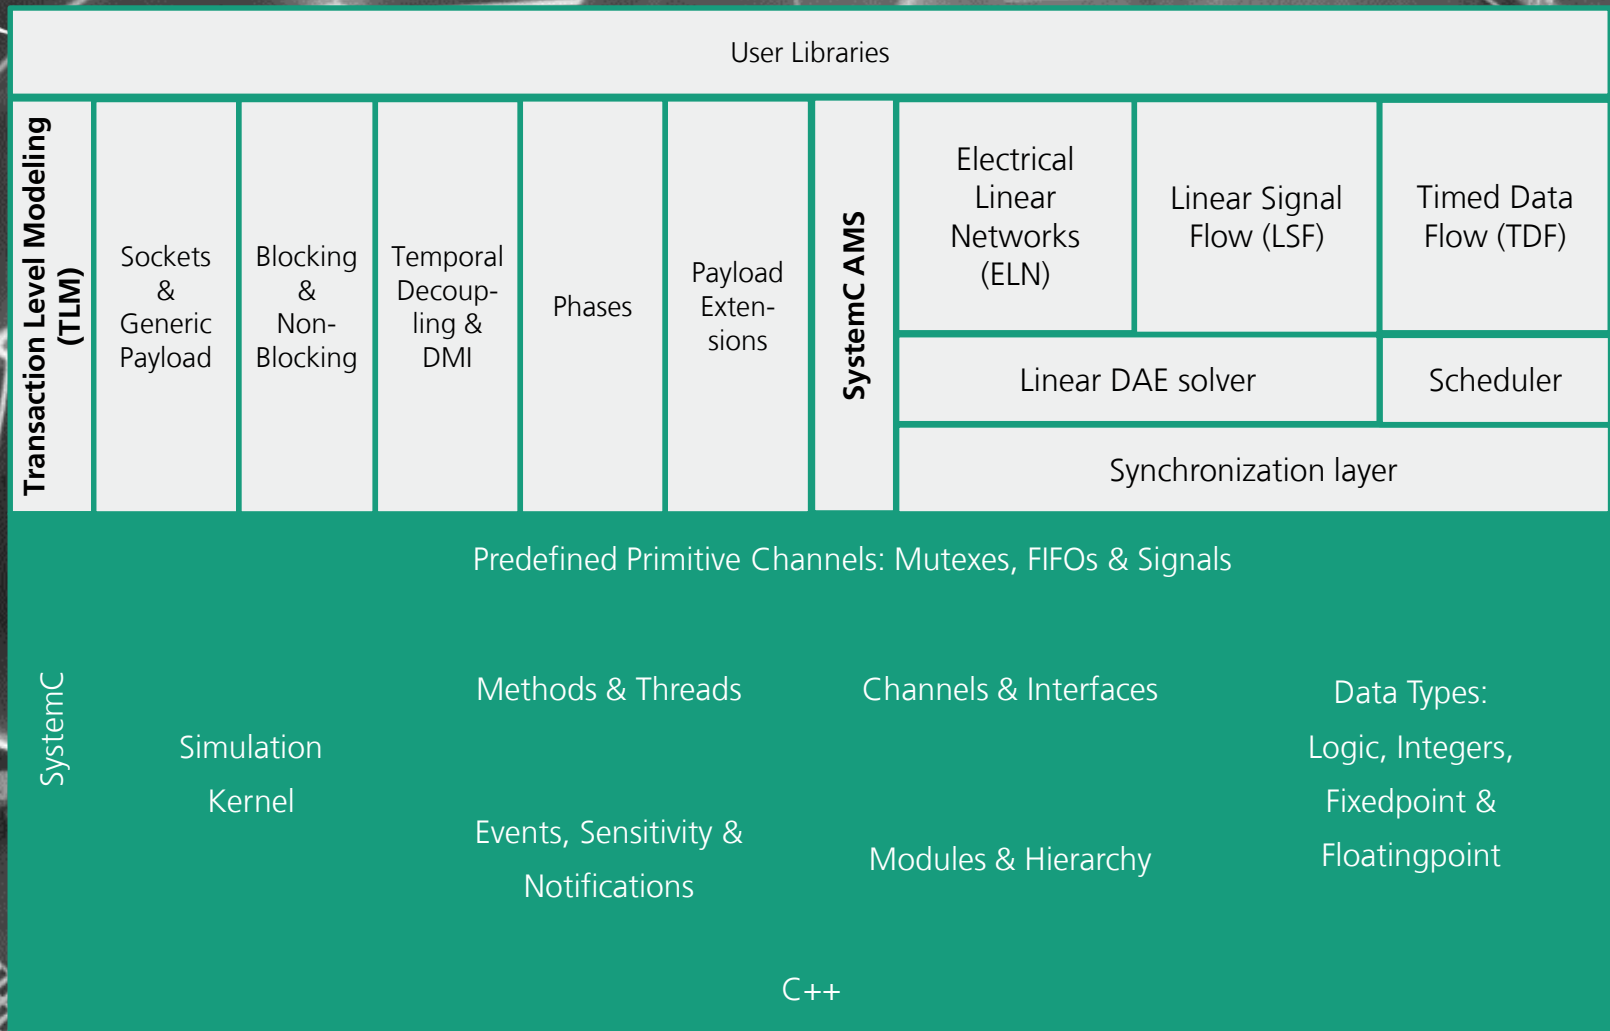 User Libraries
Transaction Level Modeling
(TLM)
Sockets
&
Generic
Payload
Blocking
&
Non-
Blocking
Temporal
Decoup-
ling &
DMI
Phases
Payload
Exten-
sions
SystemC AMS
Electrical
Linear
Networks
(ELN)
Linear Signal
Flow (LSF)
Timed Data
Flow (TDF)
Linear DAE solver
Scheduler
Synchronization layer
Predefined Primitive Channels: Mutexes, FIFOs & Signals
SystemC
Simulation
Kernel
Methods & Threads
Events, Sensitivity &
Notifications
Channels & Interfaces
Modules & Hierarchy
Data Types:
Logic, Integers,
Fixedpoint &
Floatingpoint
C++